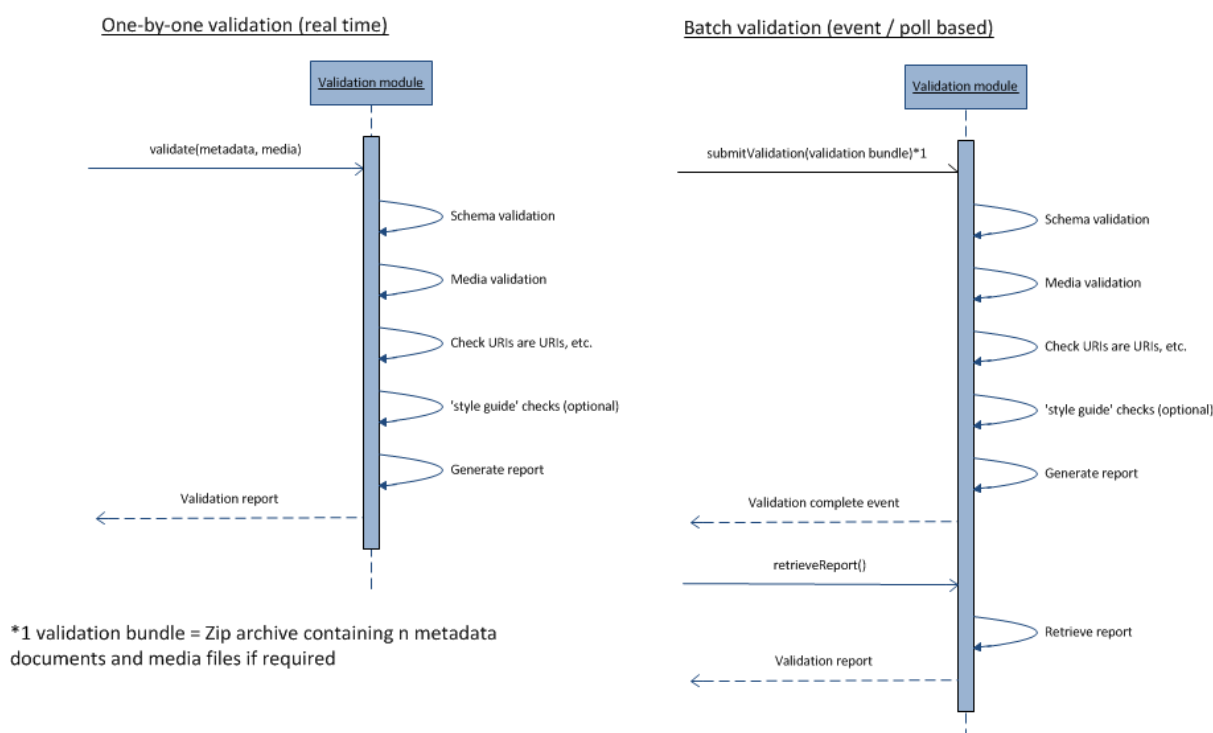 One-by-one validation (real time)
Validation module
validate(metadata, media)
Schema validation
Media validation
Check URIs are URIs, etc.
'style guide' checks (optional)
Generate report
Validation report
*1 validation bundle = Zip archive containing n metadata
documents and media files if required
Batch validation (event / poll based)
Validation module
submitValidation(validation bundle)*1
Schema validation
Media validation
Check URIs are URIs, etc.
'style guide' checks (optional)
Generate report
Validation complete event
retrieveReport()
Retrieve report
Validation report